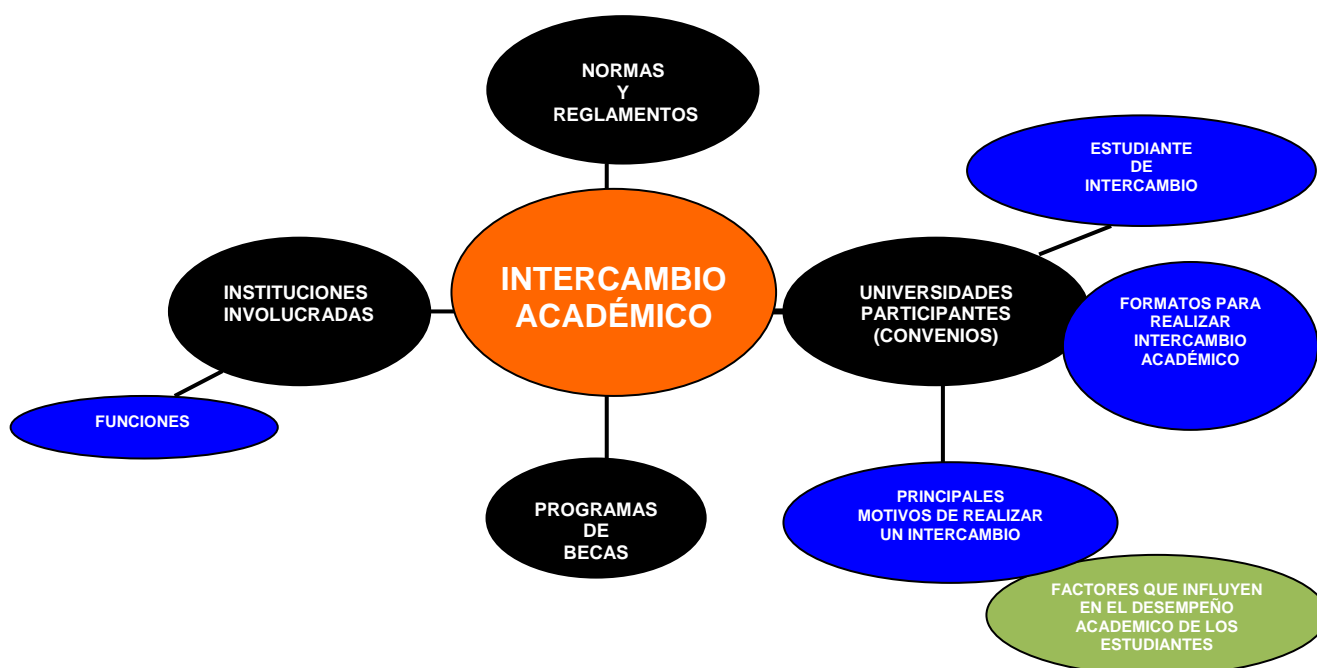 NORMAS
Y
REGLAMENTOS
ESTUDIANTE
DE
INTERCAMBIO
INTERCAMBIO
ACADÉMICO
INSTITUCIONES
INVOLUCRADAS
UNIVERSIDADES
PARTICIPANTES
(CONVENIOS)
FORMATOS PARA
REALIZAR
INTERCAMBIO
ACADÉMICO
FUNCIONES
PROGRAMAS
DE
BECAS
PRINCIPALES
MOTIVOS DE REALIZAR
UN INTERCAMBIO
FACTORES QUE INFLUYEN
EN EL DESEMPEÑO
ACADEMICO DE LOS
ESTUDIANTES